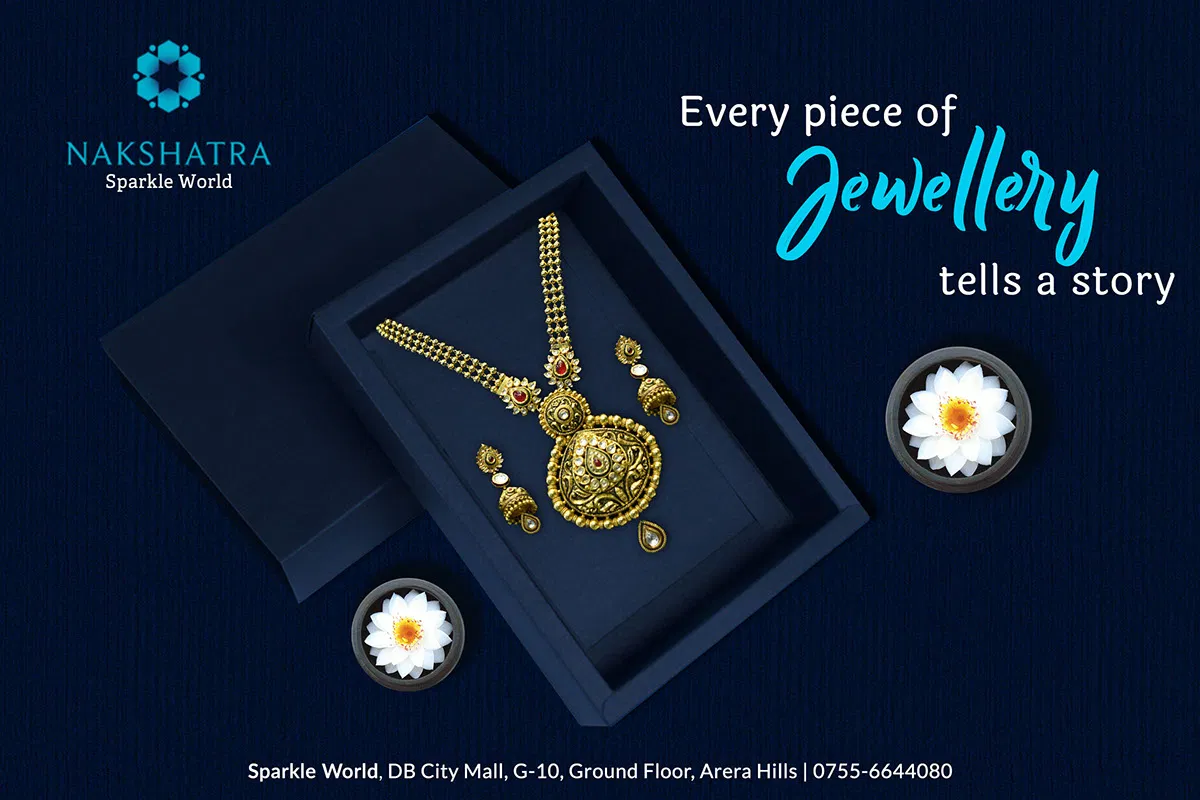 NAKSHATRA
Sparkle World
Every piece of
Jewellery
tells a story
Sparkle World, DB City Mall, G-10, Ground Floor, Arera Hills | 0755-6644080